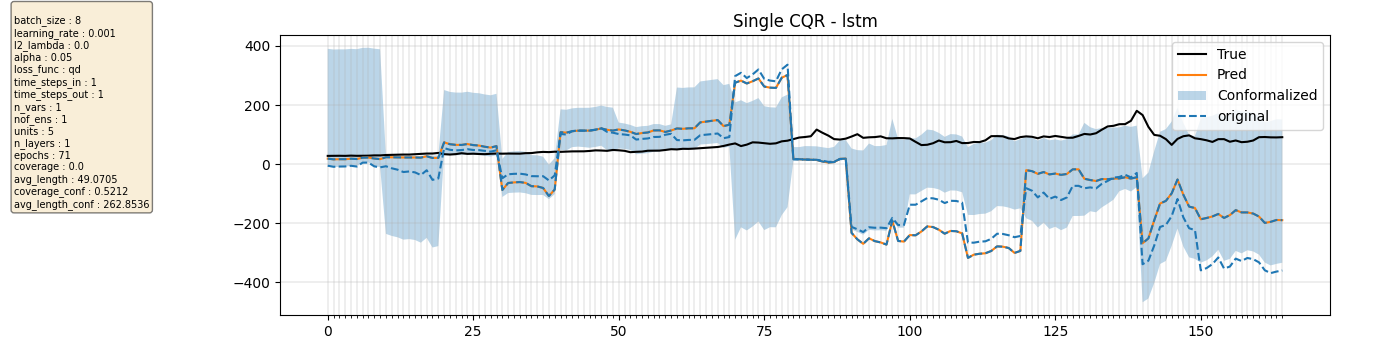 batch_size : 8
learning_rate : 0.001
l2_lambda : 0.0
alpha : 0.05
loss_func : qd
time_steps_in : 1
time_steps_out : 1
n_vars : 1
nof_ens : 1
units : 5
n_layers : 1
epochs : 71
coverage : 0.0
avg_length : 49.0705
coverage_conf : 0.5212
avg_length_conf : 262.8536
Single CQR - lstm
True
Pred
Conformalized
original
400
200
0
−200
−400
0 25 50 75 100 125 150